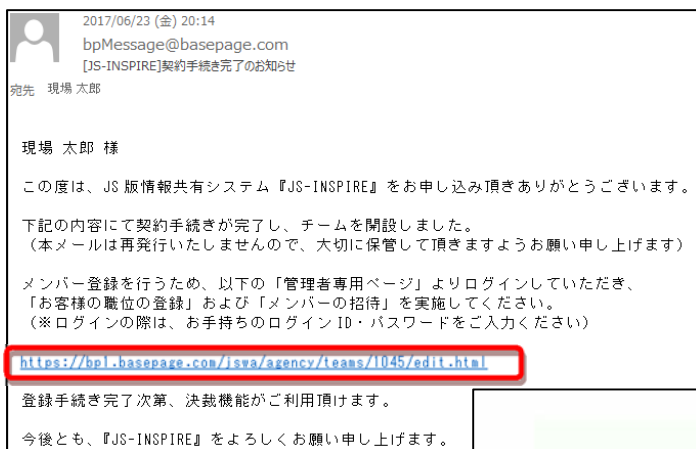 2017/06/23 (金) 20:14
bpMessage@basepage.com
[JS-INSPIRE]契約手続き完了のお知らせ
宛先 現場 太郎
現場 太郎 様
この度は、JS版情報共有システム『JS-INSPIRE』をお申し込み頂きありがとうございます。
下記の内容にて契約手続きが完了し、チームを開設しました。
（本メールは再発行いたしませんので、大切に保管して頂きますようお願い申し上げます）
メンバー登録を行うため、以下の「管理者専用ページ」よりログインしていただき、
「お客様の職位の登録」および「メンバーの招待」を実施してください。
（※ログインの際は、お手持ちのログインID・パスワードをご入力ください）
https://bp1.basepage.com/jswa/agency/teams/1045/edit.html
登録手続き完了次第、決裁機能がご利用頂けます。
今後とも、『JS-INSPIRE』をよろしくお願い申し上げます。